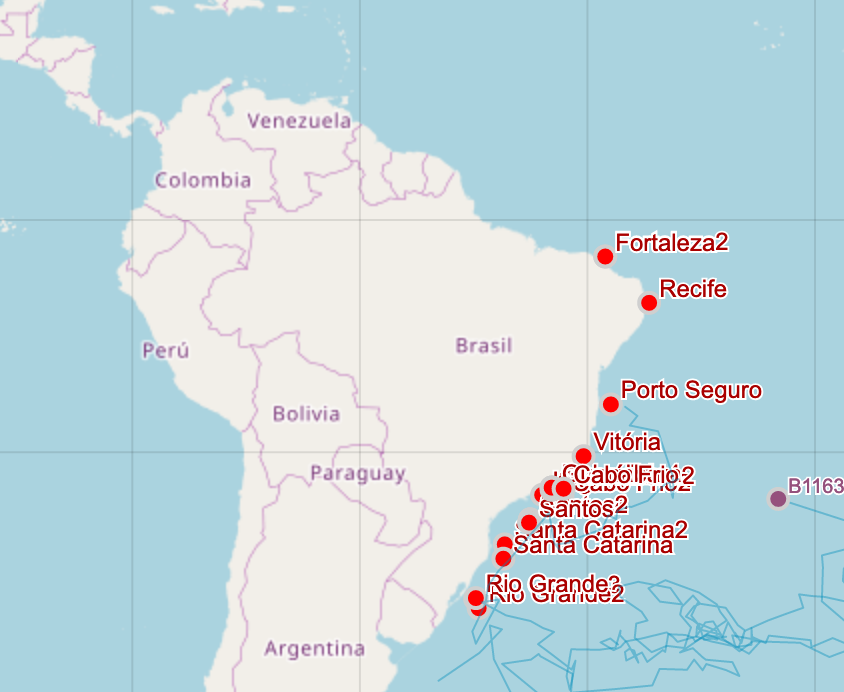 Venezuela
Colombia
Fortaleza2
Recife
Perú
Brasil
Porto Seguro
Bolivia
Vitória
Paraguay
Cabo Frio2
B1163
Santos2
Santa Catarina2
Santa Catarina
Rio Grande2
Rio Grande2
Argentina